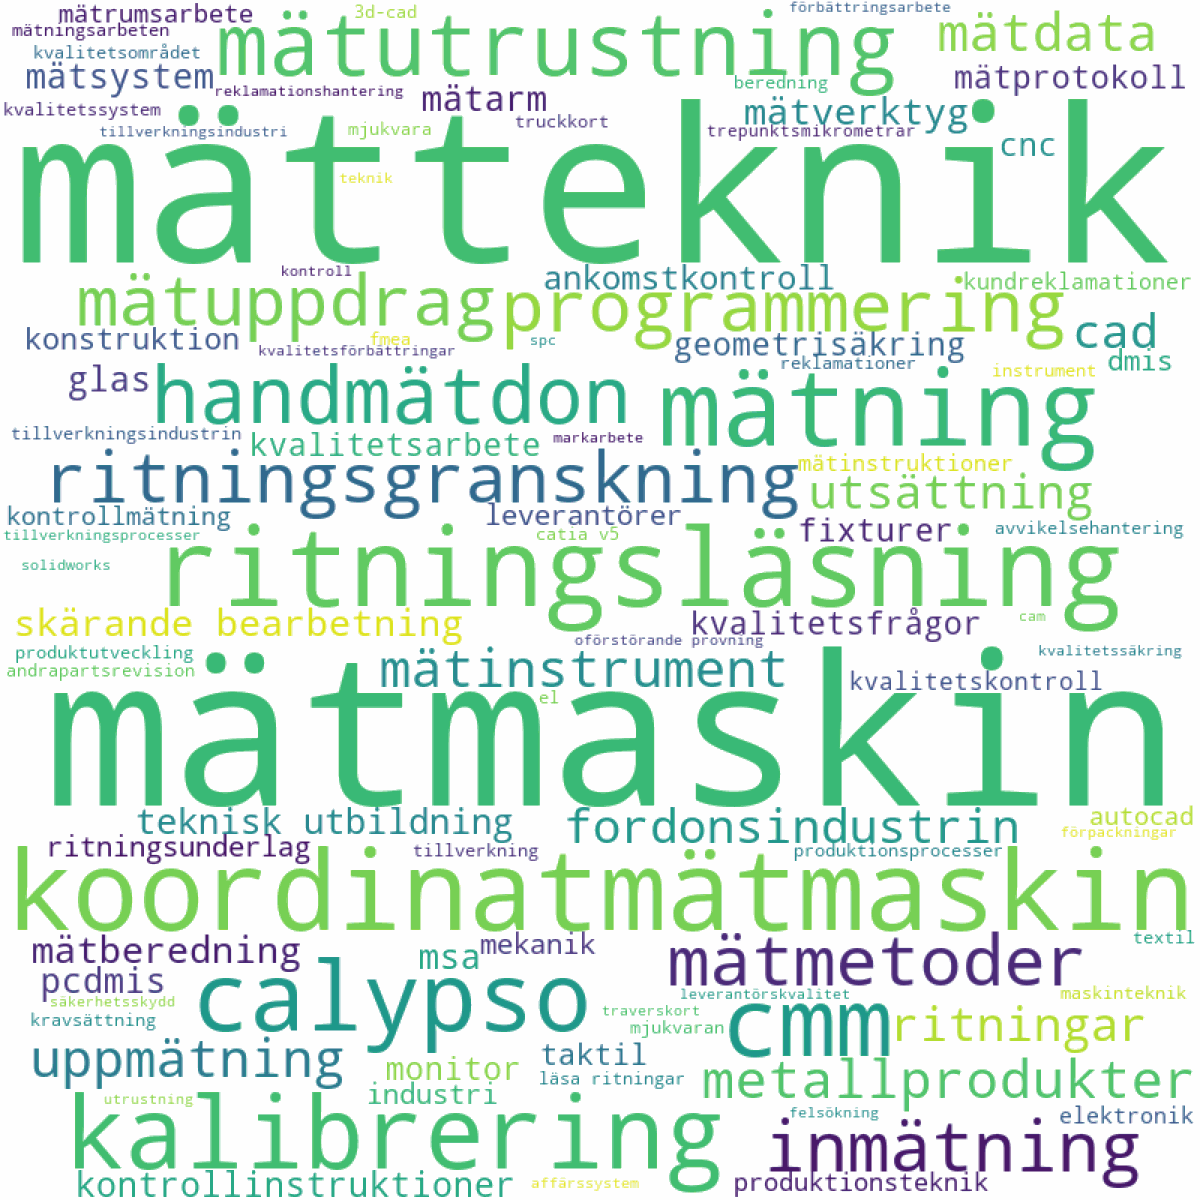 mätrumsarbete
3d-cad
förbättringsarbete
mätningsarbeten
mätutrustning
mätdata
kvalitetsområdet
mätsystem
reklamationshantering
mätarm
beredning
mätprotokoll
kvalitetssystem
truckkort
mätverktyg
tillverkningsindustri
mjukvara
trepunktsmikrometrar
cnc
mätteknik
teknik
kontroll
ankomstkontroll
kundreklamationer
mätuppdrag
programmering
konstruktion
fmea
spc
geometrisäkring
cad
kvalitetsförbättringar
reklamationer
dmis
glas
handmätdon
mätning
instrument
tillverkningsindustrin
kvalitetsarbete
markarbete
ritningsgranskning
mätinstruktioner
utsättning
kontrollmätning
leverantörer
fixturer
avvikelsehantering
tillverkningsprocesser
catia v5
ritningsläsning
solidworks
skärande bearbetning
kvalitetsfrågor
cam
produktutveckling
oförstörande provning
kvalitetssäkring
andrapartsrevision
mätinstrument
kvalitetskontroll
el
mätmaskin
teknisk utbildning
fordonsindustrin
autocad
förpackningar
ritningsunderlag
tillverkning
produktionsprocesser
koordinatmätmaskin
mätberedning
msa
mekanik
mätmetoder
textil
pcdmis
calypso
leverantörskvalitet
maskinteknik
säkerhetsskydd
traverskort
cmm
ritningar
kravsättning
mjukvaran
uppmätning
monitor
taktil
industri
läsa ritningar
metallprodukter
utrustning
kalibrering
felsökning
elektronik
inmätning
kontrollinstruktioner
affärssystem
produktionsteknik